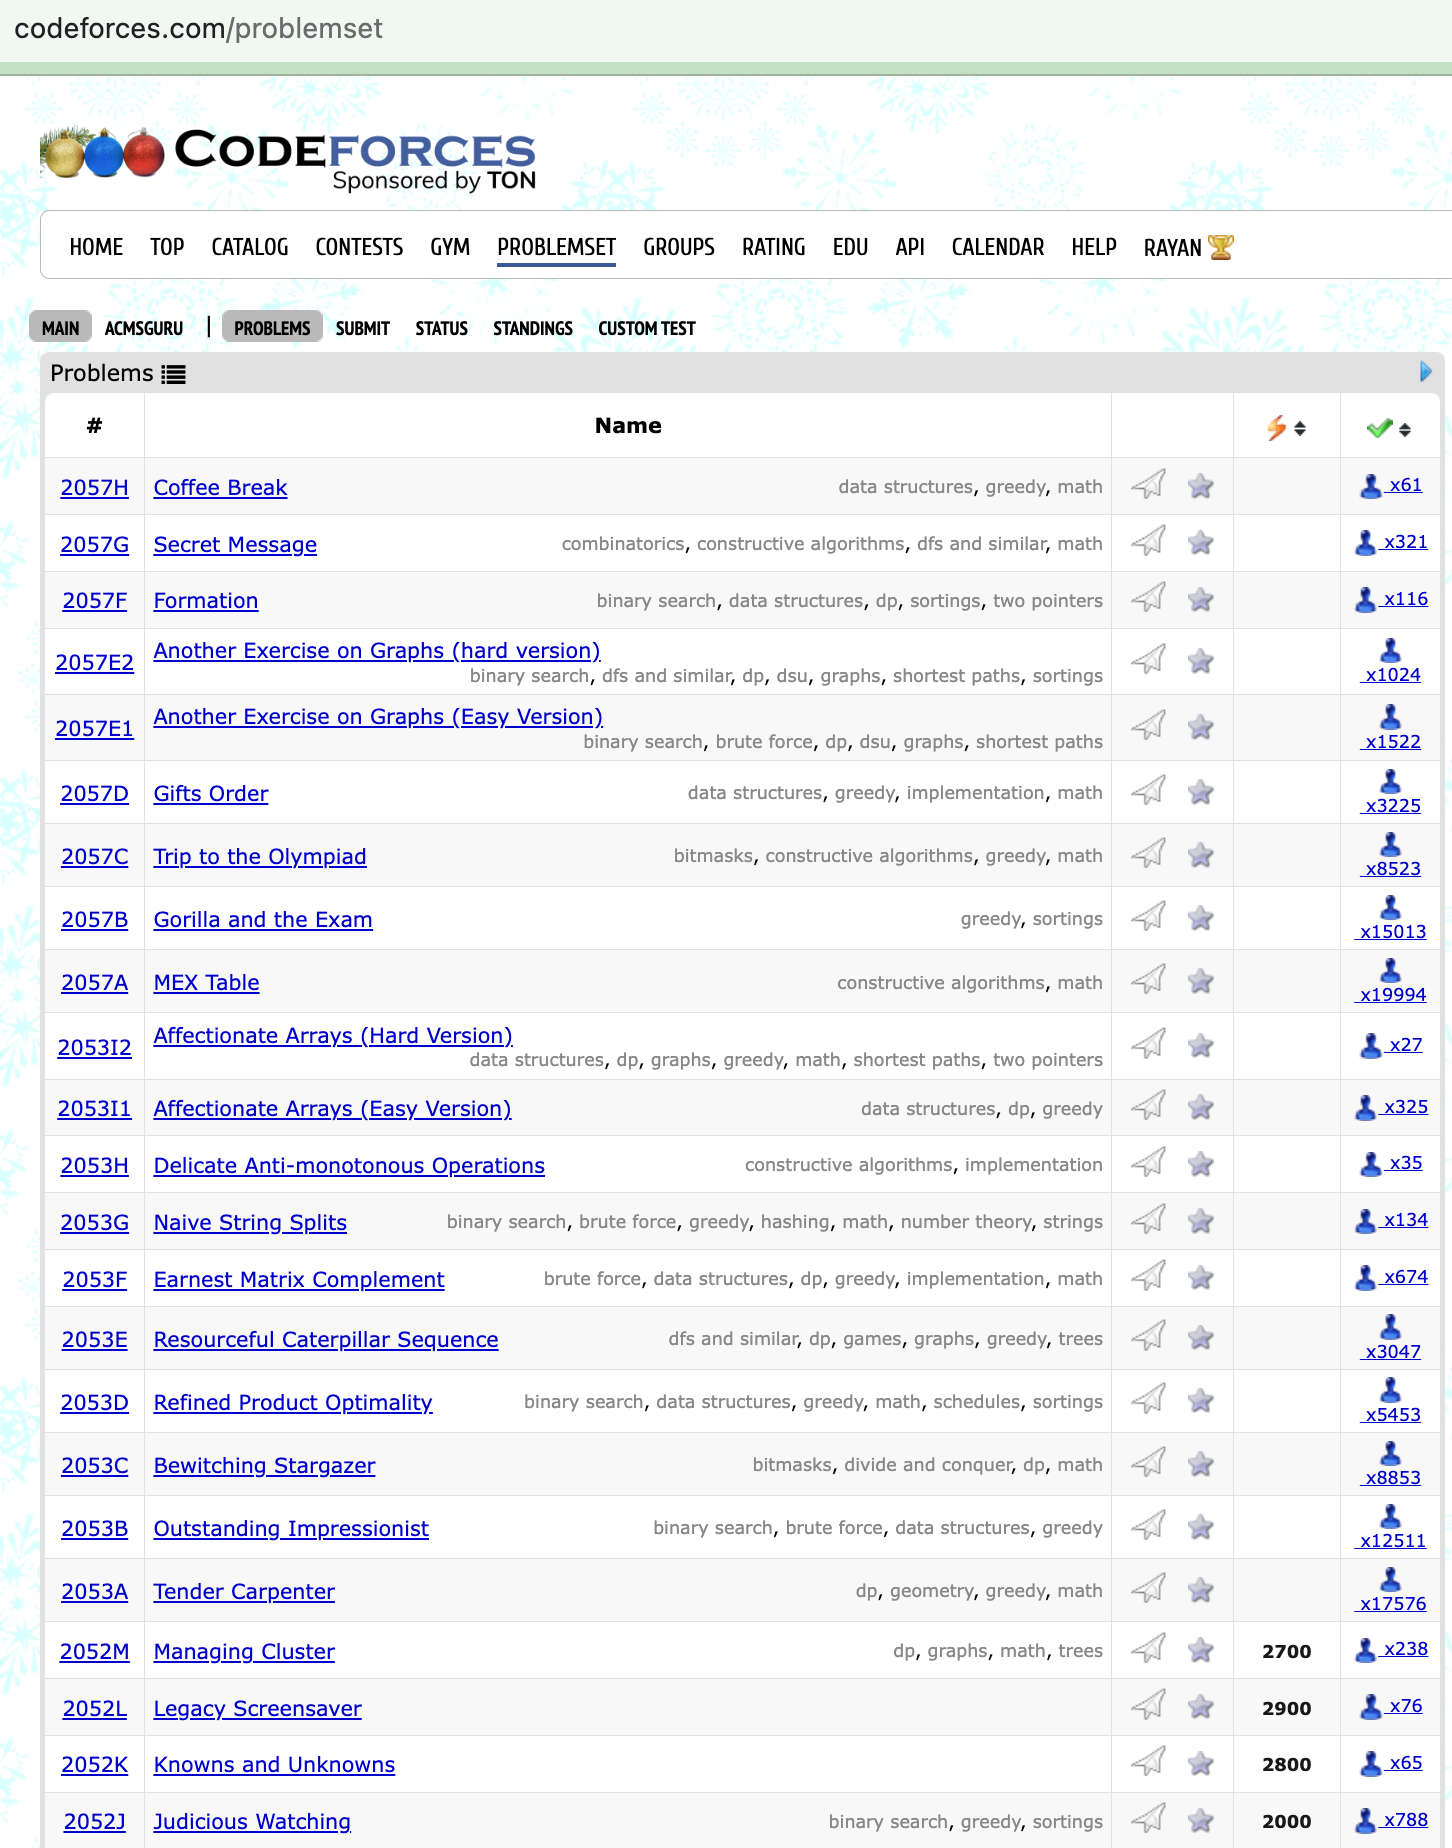 codeforces.com/problemset
CODEFORCES
Sponsored by TON
HOME TOP CATALOG CONTESTS GYM PROBLEMSET GROUPS RATING EDU API CALENDAR HELP RAYAN
MAIN ACMSGURU | PROBLEMS SUBMIT STATUS STANDINGS CUSTOM TEST
Problems
# Name
2057H Coffee Break data structures, greedy, math x61
2057G Secret Message combinatorics, constructive algorithms, dfs and similar, math x321
2057F Formation binary search, data structures, dp, sortings, two pointers x116
2057E2 Another Exercise on Graphs (hard version)
binary search, dfs and similar, dp, dsu, graphs, shortest paths, sortings x1024
2057E1 Another Exercise on Graphs (Easy Version)
binary search, brute force, dp, dsu, graphs, shortest paths x1522
2057D Gifts Order data structures, greedy, implementation, math x3225
2057C Trip to the Olympiad bitmasks, constructive algorithms, greedy, math x8523
2057B Gorilla and the Exam greedy, sortings x15013
2057A MEX Table constructive algorithms, math x19994
2053I2 Affectionate Arrays (Hard Version)
data structures, dp, graphs, greedy, math, shortest paths, two pointers x27
2053I1 Affectionate Arrays (Easy Version) data structures, dp, greedy x325
2053H Delicate Anti-monotonous Operations constructive algorithms, implementation x35
2053G Naive String Splits binary search, brute force, greedy, hashing, math, number theory, strings x134
2053F Earnest Matrix Complement brute force, data structures, dp, greedy, implementation, math x674
2053E Resourceful Caterpillar Sequence dfs and similar, dp, games, graphs, greedy, trees x3047
2053D Refined Product Optimality binary search, data structures, greedy, math, schedules, sortings x5453
2053C Bewitching Stargazer bitmasks, divide and conquer, dp, math x8853
2053B Outstanding Impressionist binary search, brute force, data structures, greedy x12511
2053A Tender Carpenter dp, geometry, greedy, math x17576
2052M Managing Cluster dp, graphs, math, trees 2700 x238
2052L Legacy Screensaver 2900 x76
2052K Knowns and Unknowns 2800 x65
2052J Judicious Watching binary search, greedy, sortings 2000 x788